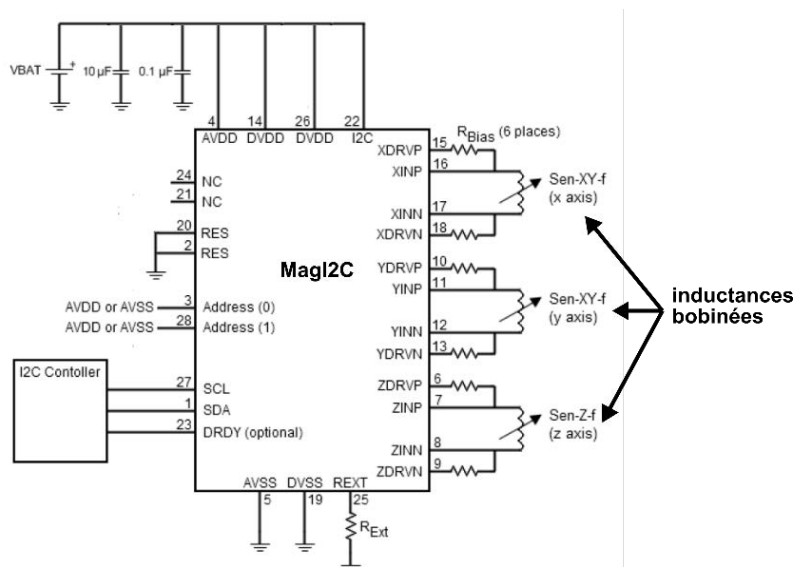 VBAT
+
10 µF
0.1 µF
4
14
26
22
AVDD
DVDD
DVDD
I2C
24
NC
21
NC
20
RES
2
RES
MagI2C
AVDD or AVSS
3
Address (0)
AVDD or AVSS
28
Address (1)
I2C Contoller
27
SCL
1
SDA
23
DRDY (optional)
AVSS
DVSS
REXT
5
19
25
RExt
RBias (6 places)
XDRVP
15
XINP
16
Sen-XY-f
(x axis)
XINN
17
XDRVN
18
YDRVP
10
YINP
11
Sen-XY-f
(y axis)
YINN
12
YDRVN
13
ZDRVP
6
ZINP
7
Sen-Z-f
(z axis)
ZINN
8
ZDRVN
9
inductances
bobinées